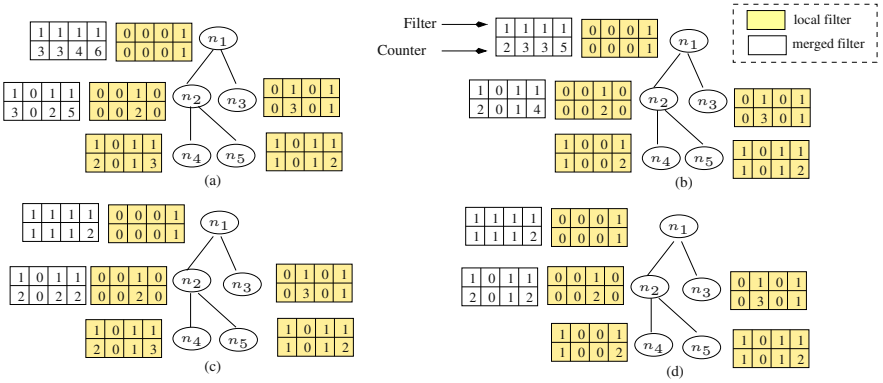 1 1 1 1 0 0 0 1
3 3 4 6 0 0 0 1
n1
1 0 1 1 0 0 1 0
3 0 2 5 0 0 2 0
n2
n3
0 1 0 1
0 3 0 1
1 0 1 1
2 0 1 3
n4
n5
1 0 1 1
1 0 1 2
(a)
Filter
Counter
1 1 1 1 0 0 0 1
2 3 3 5 0 0 0 1
n1
local filter
merged filter
1 0 1 1 0 0 1 0
2 0 1 4 0 0 2 0
n2
n3
0 1 0 1
0 3 0 1
1 0 1 1
1 0 0 2
n4
n5
1 0 1 1
1 0 1 2
(b)
1 1 1 1 0 0 0 1
1 1 1 2 0 0 0 1
n1
1 0 1 1 0 0 1 0
2 0 2 2 0 0 2 0
n2
n3
0 1 0 1
0 3 0 1
1 0 1 1
2 0 1 3
n4
n5
1 0 1 1
1 0 1 2
(c)
1 1 1 1 0 0 0 1
1 1 1 2 0 0 0 1
n1
1 0 1 1 0 0 1 0
2 0 1 2 0 0 2 0
n2
n3
0 1 0 1
0 3 0 1
1 0 1 1
1 0 0 2
n4
n5
1 0 1 1
1 0 1 2
(d)